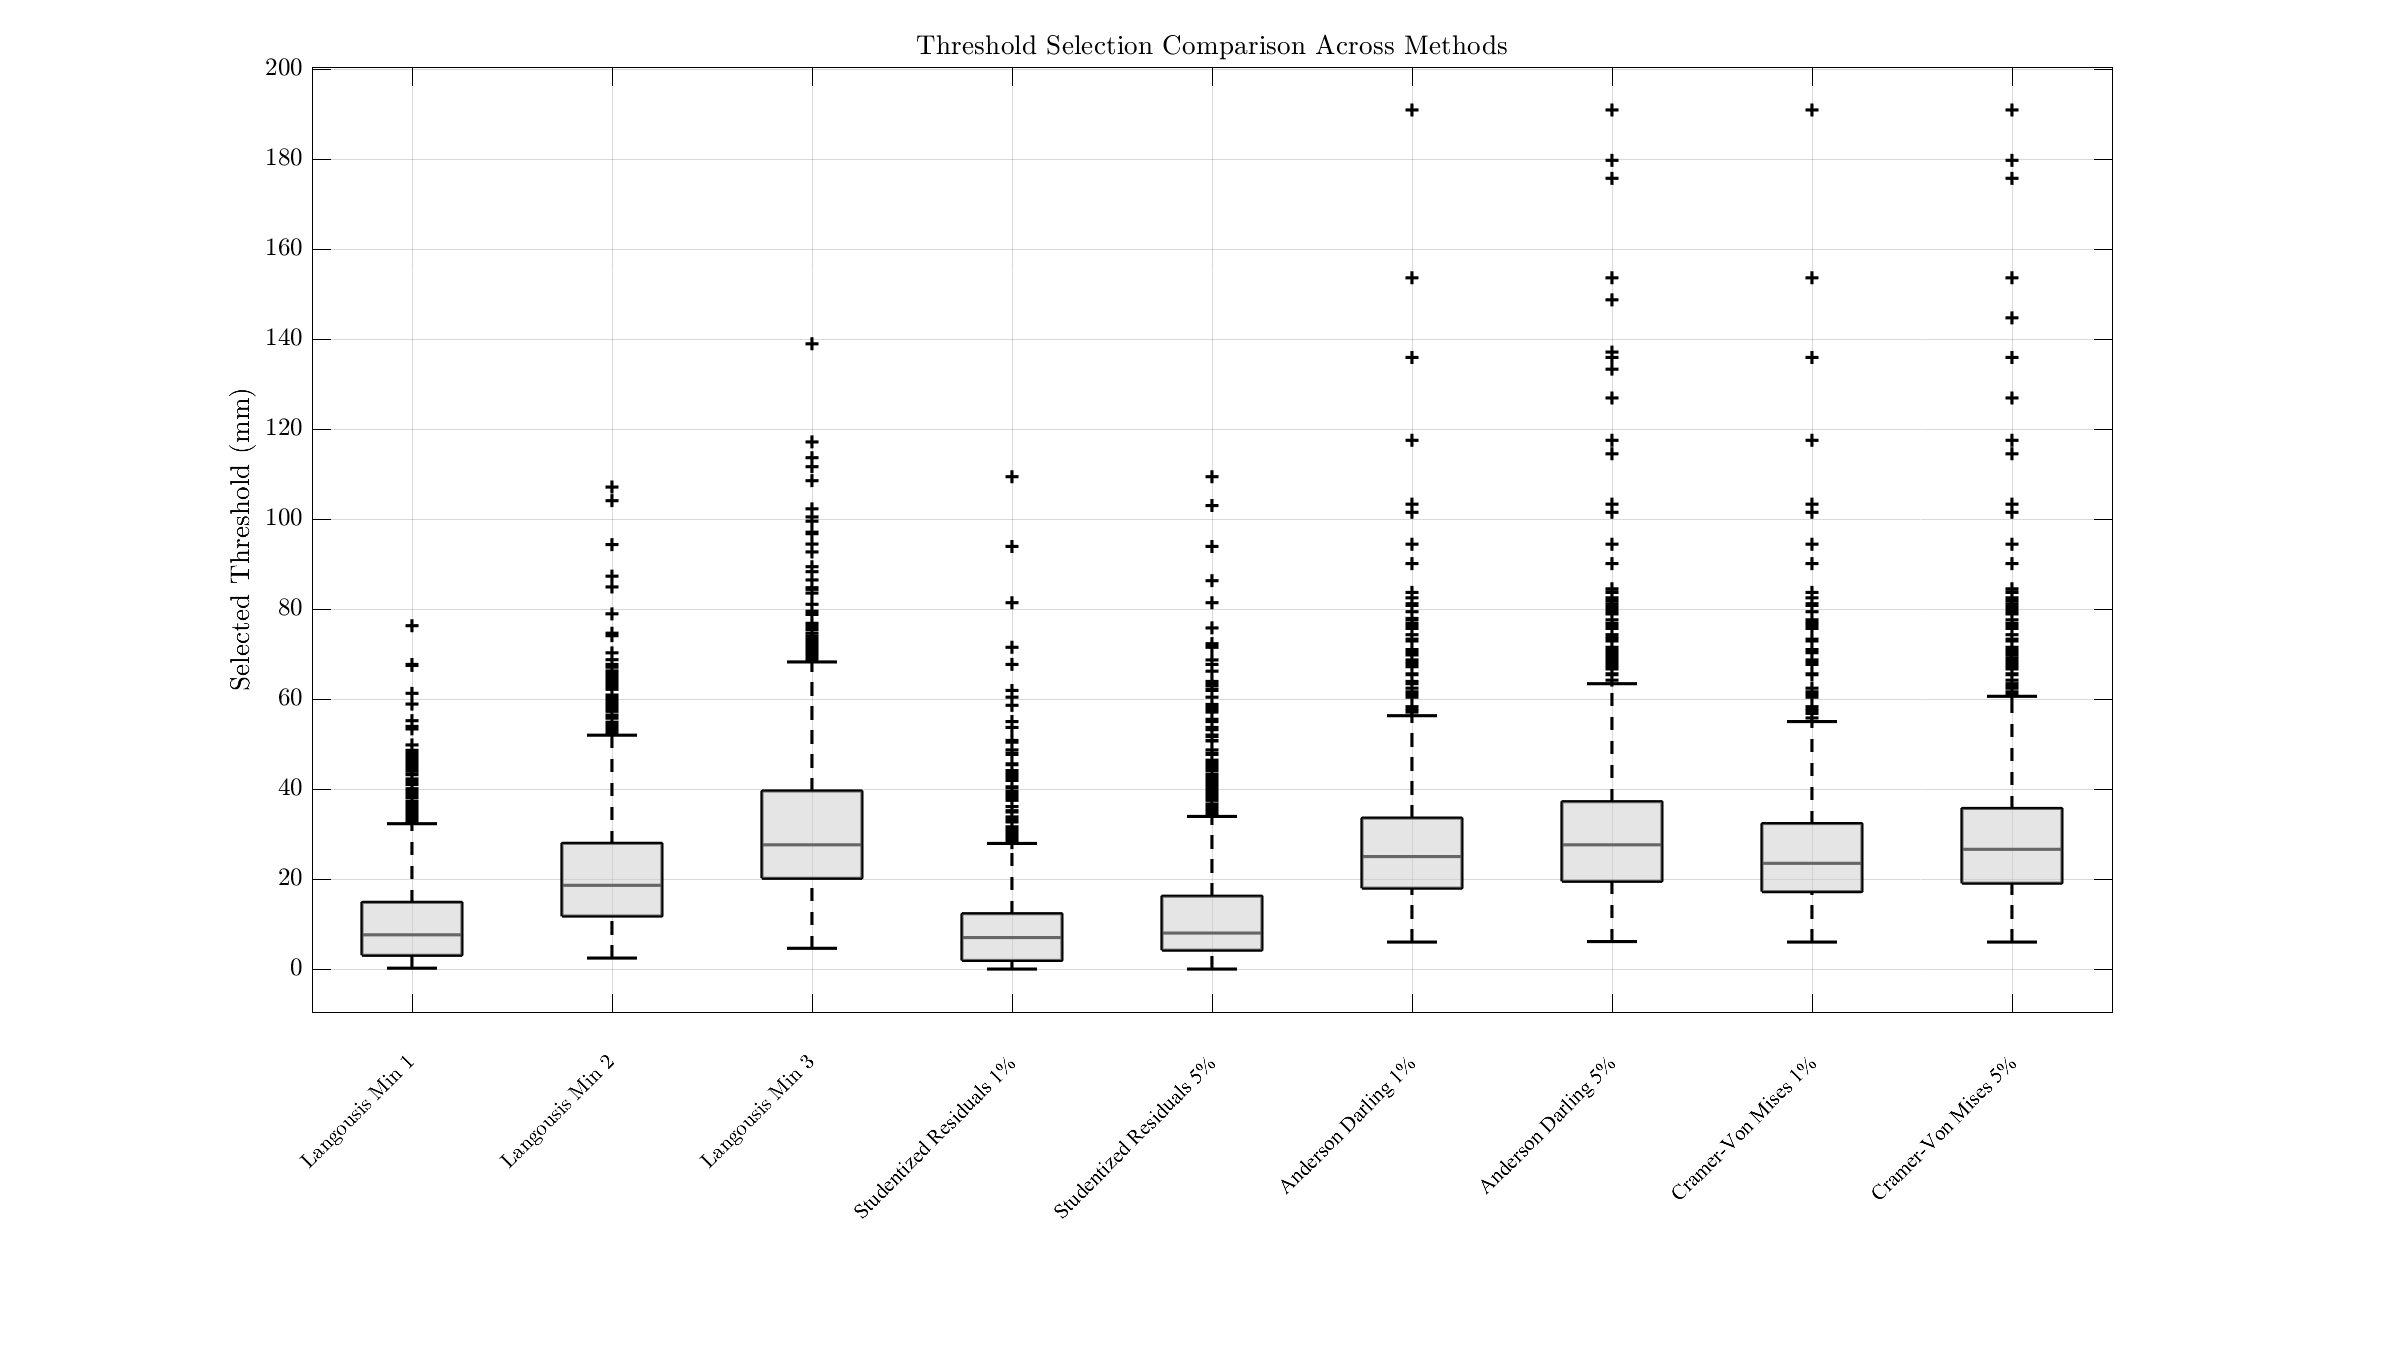 Threshold Selection Comparison Across Methods
200
180
160
140
120
100
80
60
40
20
0
Selected Threshold (mm)
Langousis Min 1
Langousis Min 2
Langousis Min 3
Studentized Residuals 1%
Studentized Residuals 5%
Anderson Darling 1%
Anderson Darling 5%
Cramer-Von Mises 1%
Cramer-Von Mises 5%